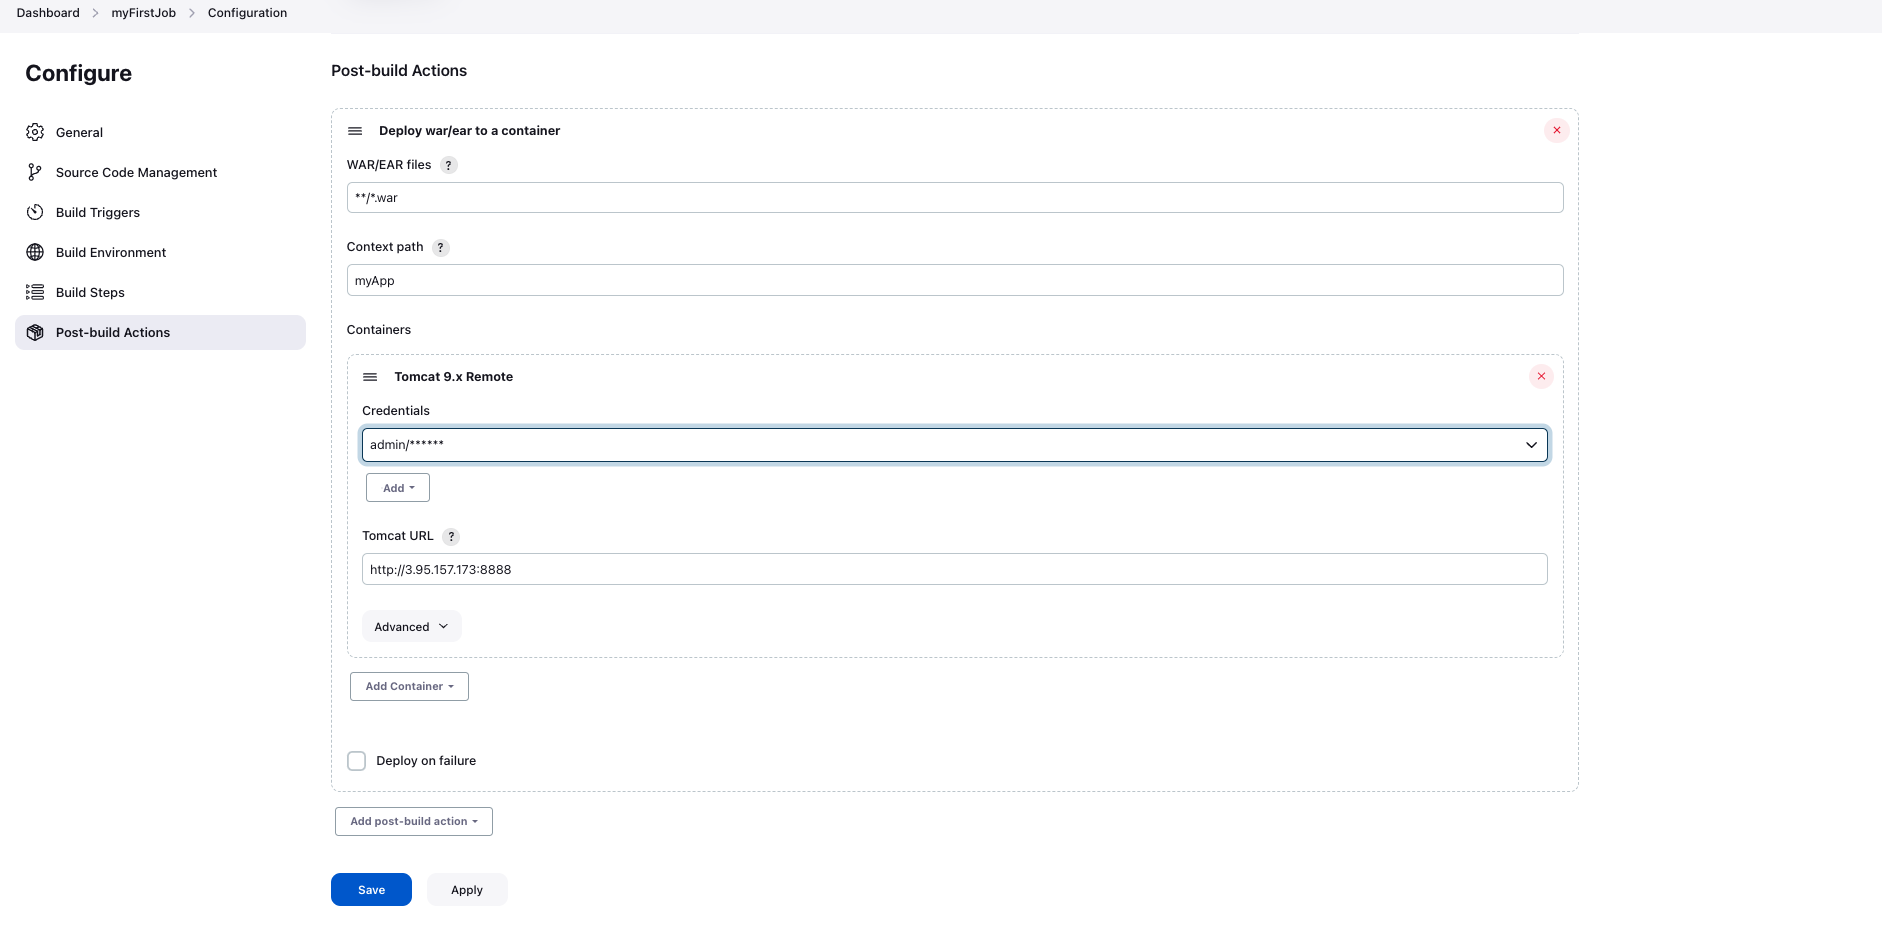 Dashboard > myFirstJob > Configuration
Configure
General
Source Code Management
Build Triggers
Build Environment
Build Steps
Post-build Actions
Post-build Actions
Deploy war/ear to a container
WAR/EAR files ?
**/*.war
Context path ?
myApp
Containers
Tomcat 9.x Remote
Credentials
admin/******
Add
Tomcat URL ?
http://3.95.157.173:8888
Advanced
Add Container
Deploy on failure
Add post-build action
Save Apply